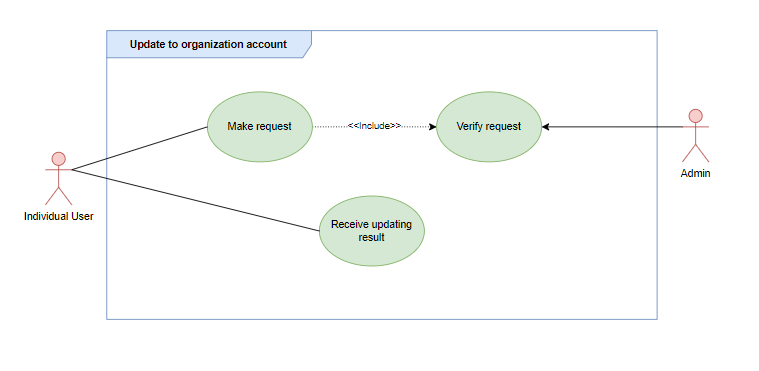 Update to organization account
Make request
<<Include>>
Verify request
Individual User
Admin
Receive updating
result